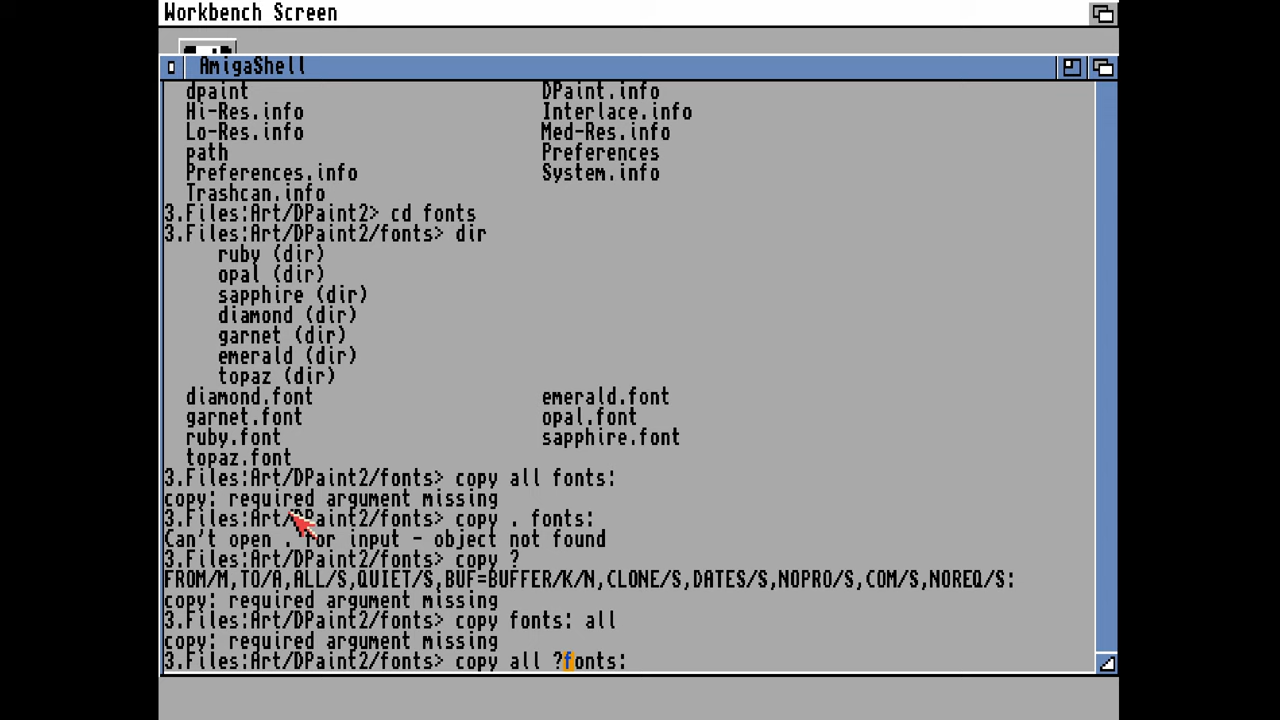 Workbench Screen
AmigaShell
dpaint DPaint.info
Hi-Res.info Interlace.info
Lo-Res.info Med-Res.info
path Preferences
Preferences.info System.info
Trashcan.info
3.Files:Art/DPaint2> cd fonts
3.Files:Art/DPaint2/fonts> dir
ruby (dir)
opal (dir)
sapphire (dir)
diamond (dir)
garnet (dir)
emerald (dir)
topaz (dir)
diamond.font emerald.font
garnet.font opal.font
ruby.font sapphire.font
topaz.font
3.Files:Art/DPaint2/fonts> copy all fonts:
copy: required argument missing
3.Files:Art/DPaint2/fonts> copy . fonts:
Can't open . for input - object not found
3.Files:Art/DPaint2/fonts> copy ?
FROM/M,TO/A,ALL/S,QUIET/S,BUF=BUFFER/K/N,CLONE/S,DATES/S,NOPRO/S,COM/S,NOREQ/S:
copy: required argument missing
3.Files:Art/DPaint2/fonts> copy fonts: all
copy: required argument missing
3.Files:Art/DPaint2/fonts> copy all ?fonts: